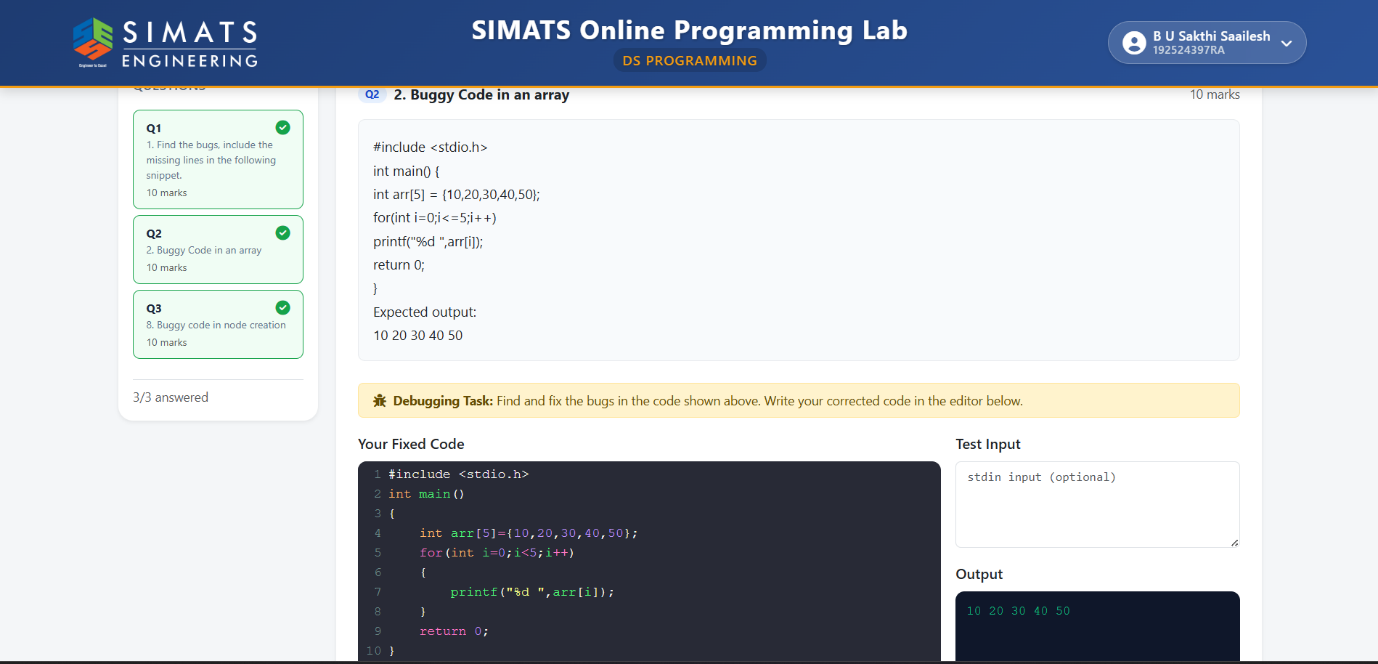 SIMATS
ENGINEERING
Engineer to Excel
SIMATS Online Programming Lab
DS PROGRAMMING
B U Sakthi Saailesh
192524397RA
QUESTIONS
Q1
1. Find the bugs, include the
missing lines in the following
snippet.
10 marks
Q2
2. Buggy Code in an array
10 marks
Q3
8. Buggy code in node creation
10 marks
3/3 answered
Q2 2. Buggy Code in an array
10 marks
#include <stdio.h>
int main() {
int arr[5] = {10,20,30,40,50};
for(int i=0;i<=5;i++)
printf("%d ",arr[i]);
return 0;
}
Expected output:
10 20 30 40 50
Debugging Task: Find and fix the bugs in the code shown above. Write your corrected code in the editor below.
Your Fixed Code
1 #include <stdio.h>
2 int main()
3 {
4 int arr[5]={10,20,30,40,50};
5 for(int i=0;i<5;i++)
6 {
7 printf("%d ",arr[i]);
8 }
9 return 0;
10 }
Test Input
stdin input (optional)
Output
10 20 30 40 50